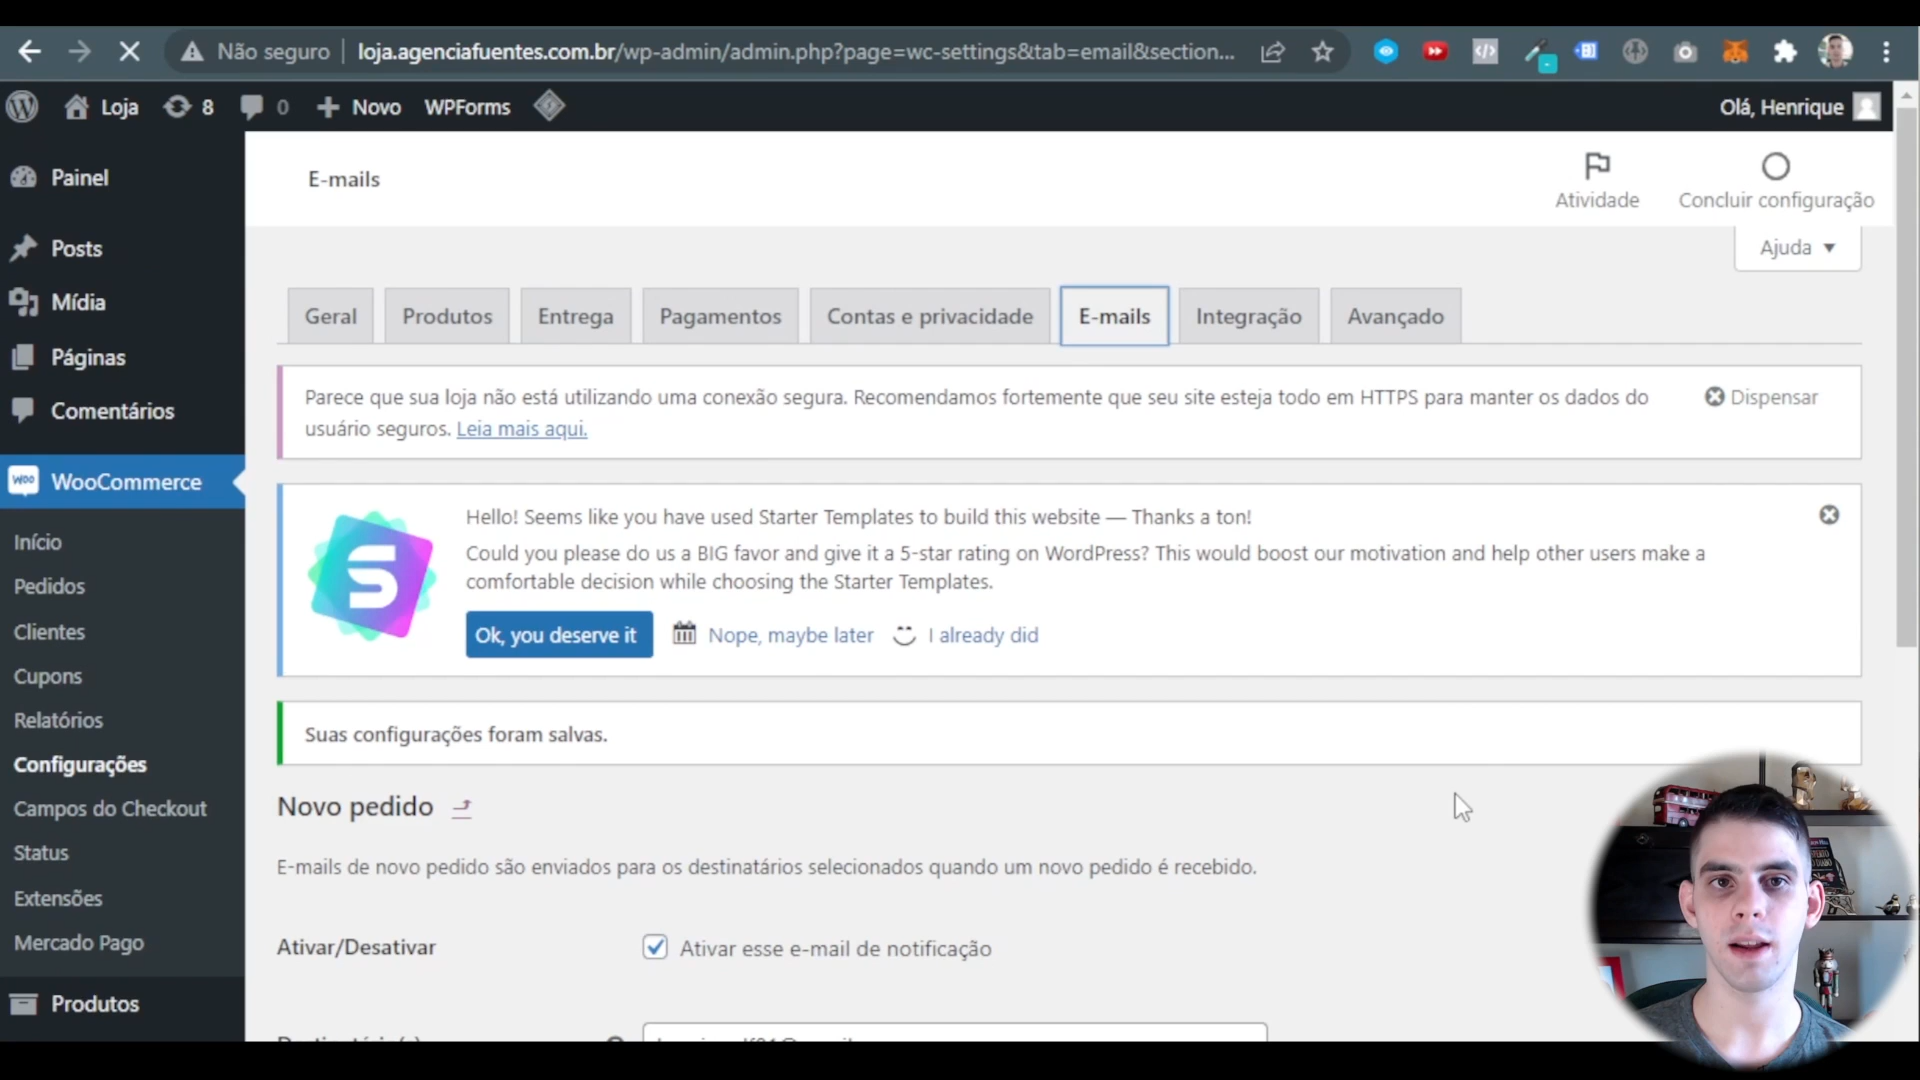 Não seguro
loja.agenciafuentes.com.br/wp-admin/admin.php?page=wc-settings&tab=email&section...
Loja 8 0 Novo WPForms
Olá, Henrique
Painel
Posts
Mídia
Páginas
Comentários
WooCommerce
Início
Pedidos
Clientes
Cupons
Relatórios
Configurações
Campos do Checkout
Status
Extensões
Mercado Pago
Produtos
E-mails
Atividade
Concluir configuração
Ajuda
Geral Produtos Entrega Pagamentos Contas e privacidade E-mails Integração Avançado
Parece que sua loja não está utilizando uma conexão segura. Recomendamos fortemente que seu site esteja todo em HTTPS para manter os dados do
usuário seguros. Leia mais aqui.
Dispensar
Hello! Seems like you have used Starter Templates to build this website — Thanks a ton!
Could you please do us a BIG favor and give it a 5-star rating on WordPress? This would boost our motivation and help other users make a
comfortable decision while choosing the Starter Templates.
Ok, you deserve it Nope, maybe later I already did
Suas configurações foram salvas.
Novo pedido
E-mails de novo pedido são enviados para os destinatários selecionados quando um novo pedido é recebido.
Ativar/Desativar
Ativar esse e-mail de notificação